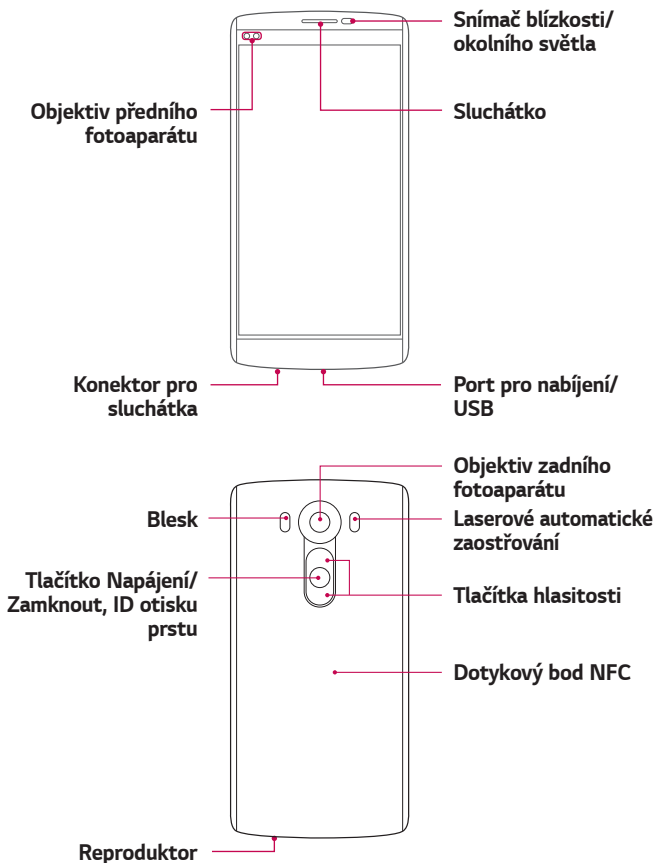 Snímač blízkosti/
okolního světla
Objektiv předního
fotoaparátu
Sluchátko
Konektor pro
sluchátka
Port pro nabíjení/
USB
Objektiv zadního
fotoaparátu
Blesk
Laserové automatické
zaostřování
Tlačítko Napájení/
Zamknout, ID otisku
prstu
Tlačítka hlasitosti
Dotykový bod NFC
Reproduktor